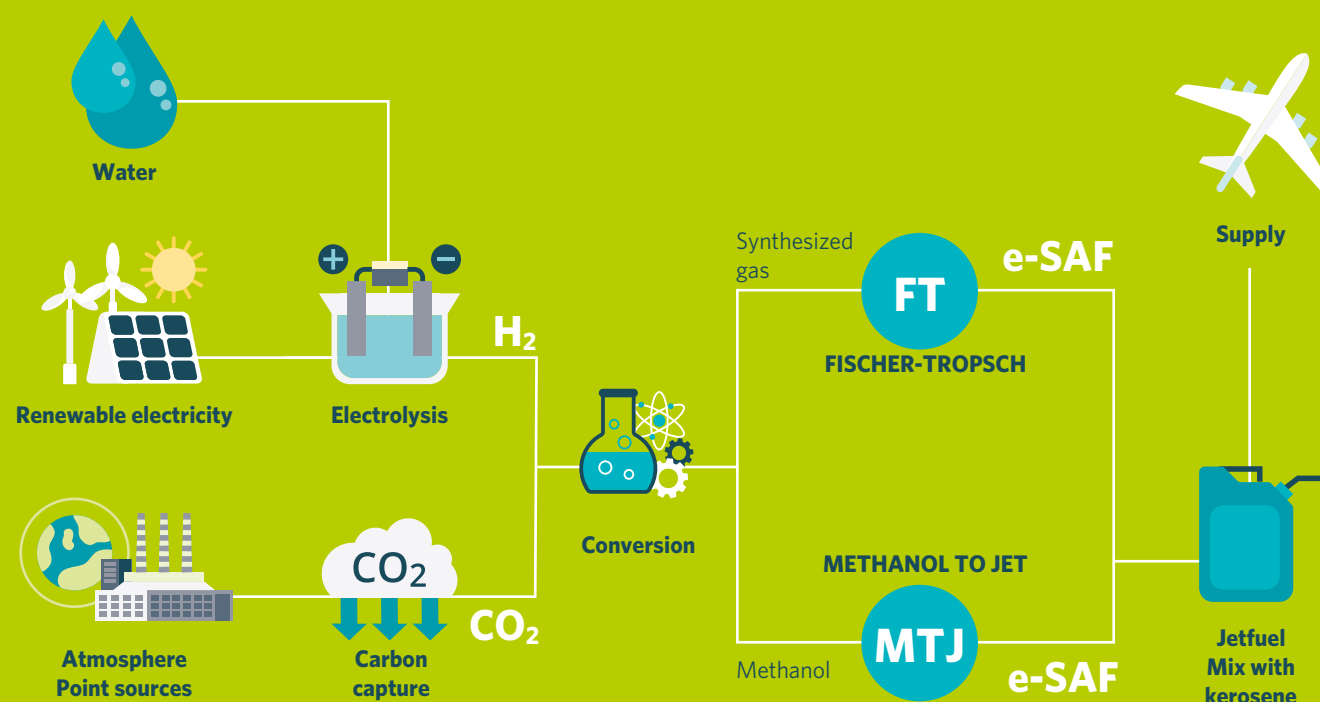 Water
Supply
Synthesized
gas
e-SAF
FT
FISCHER-TROPSCH
+
−
H₂
Renewable electricity
Electrolysis
Conversion
CO₂
CO₂
METHANOL TO JET
MTJ
Methanol
e-SAF
Atmosphere
Point sources
Carbon
capture
Jetfuel
Mix with
kerosene